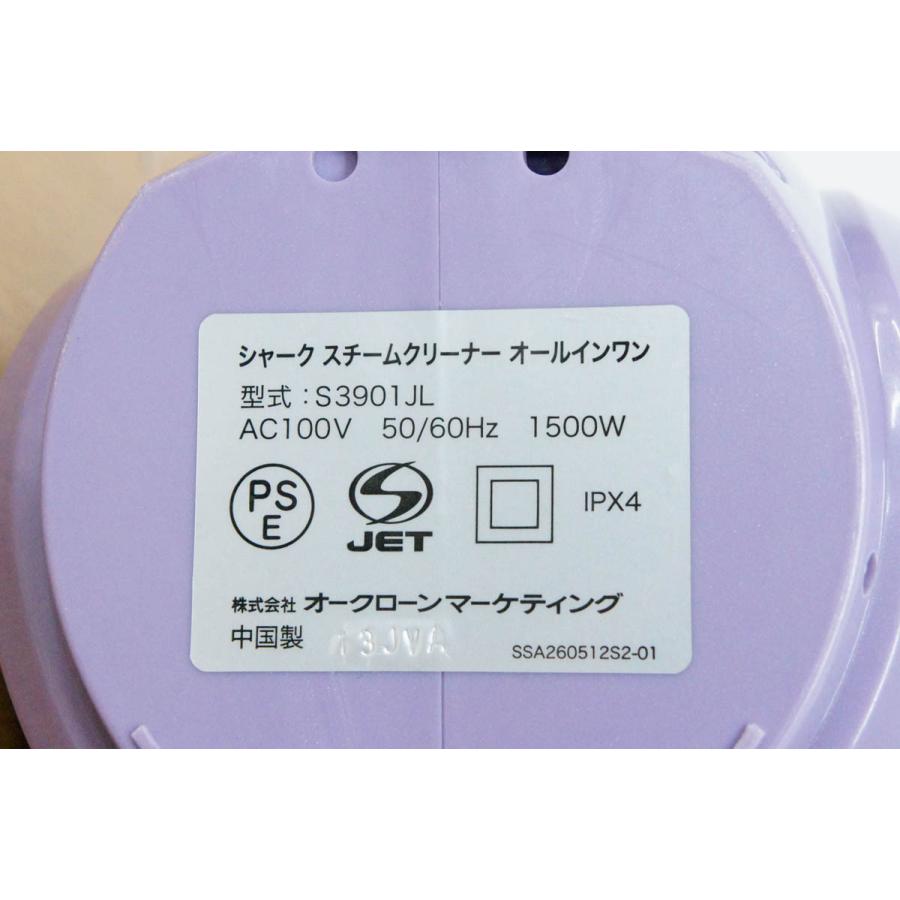 シャーク スチームクリーナー オールインワン
型式：S3901JL
AC100V 50/60Hz 1500W
PS
E
JET
IPX4
株式会社 オークローンマーケティング
中国製 13JVA
SSA260512S2-01